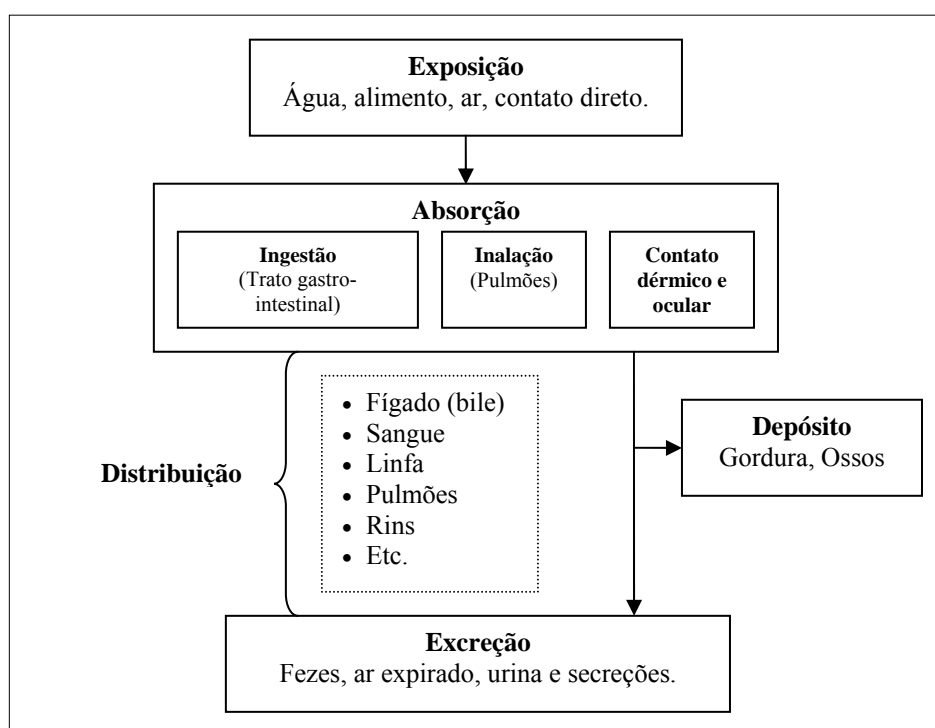 Exposição
Água, alimento, ar, contato direto.
Absorção
Ingestão
(Trato gastro-
intestinal)
Inalação
(Pulmões)
Contato
dérmico e
ocular
Distribuição
• Fígado (bile)
• Sangue
• Linfa
• Pulmões
• Rins
• Etc.
Depósito
Gordura, Ossos
Excreção
Fezes, ar expirado, urina e secreções.